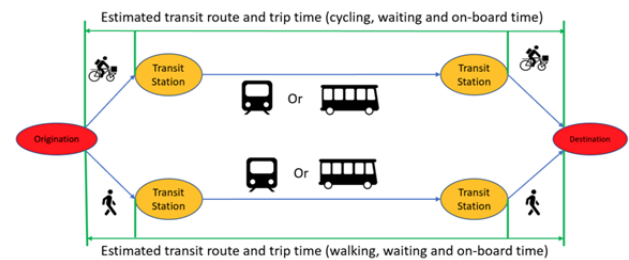 Estimated transit route and trip time (cycling, waiting and on-board time)
Transit
Station
Transit
Station
Or
Origination
Destination
Or
Transit
Station
Transit
Station
Estimated transit route and trip time (walking, waiting and on-board time)